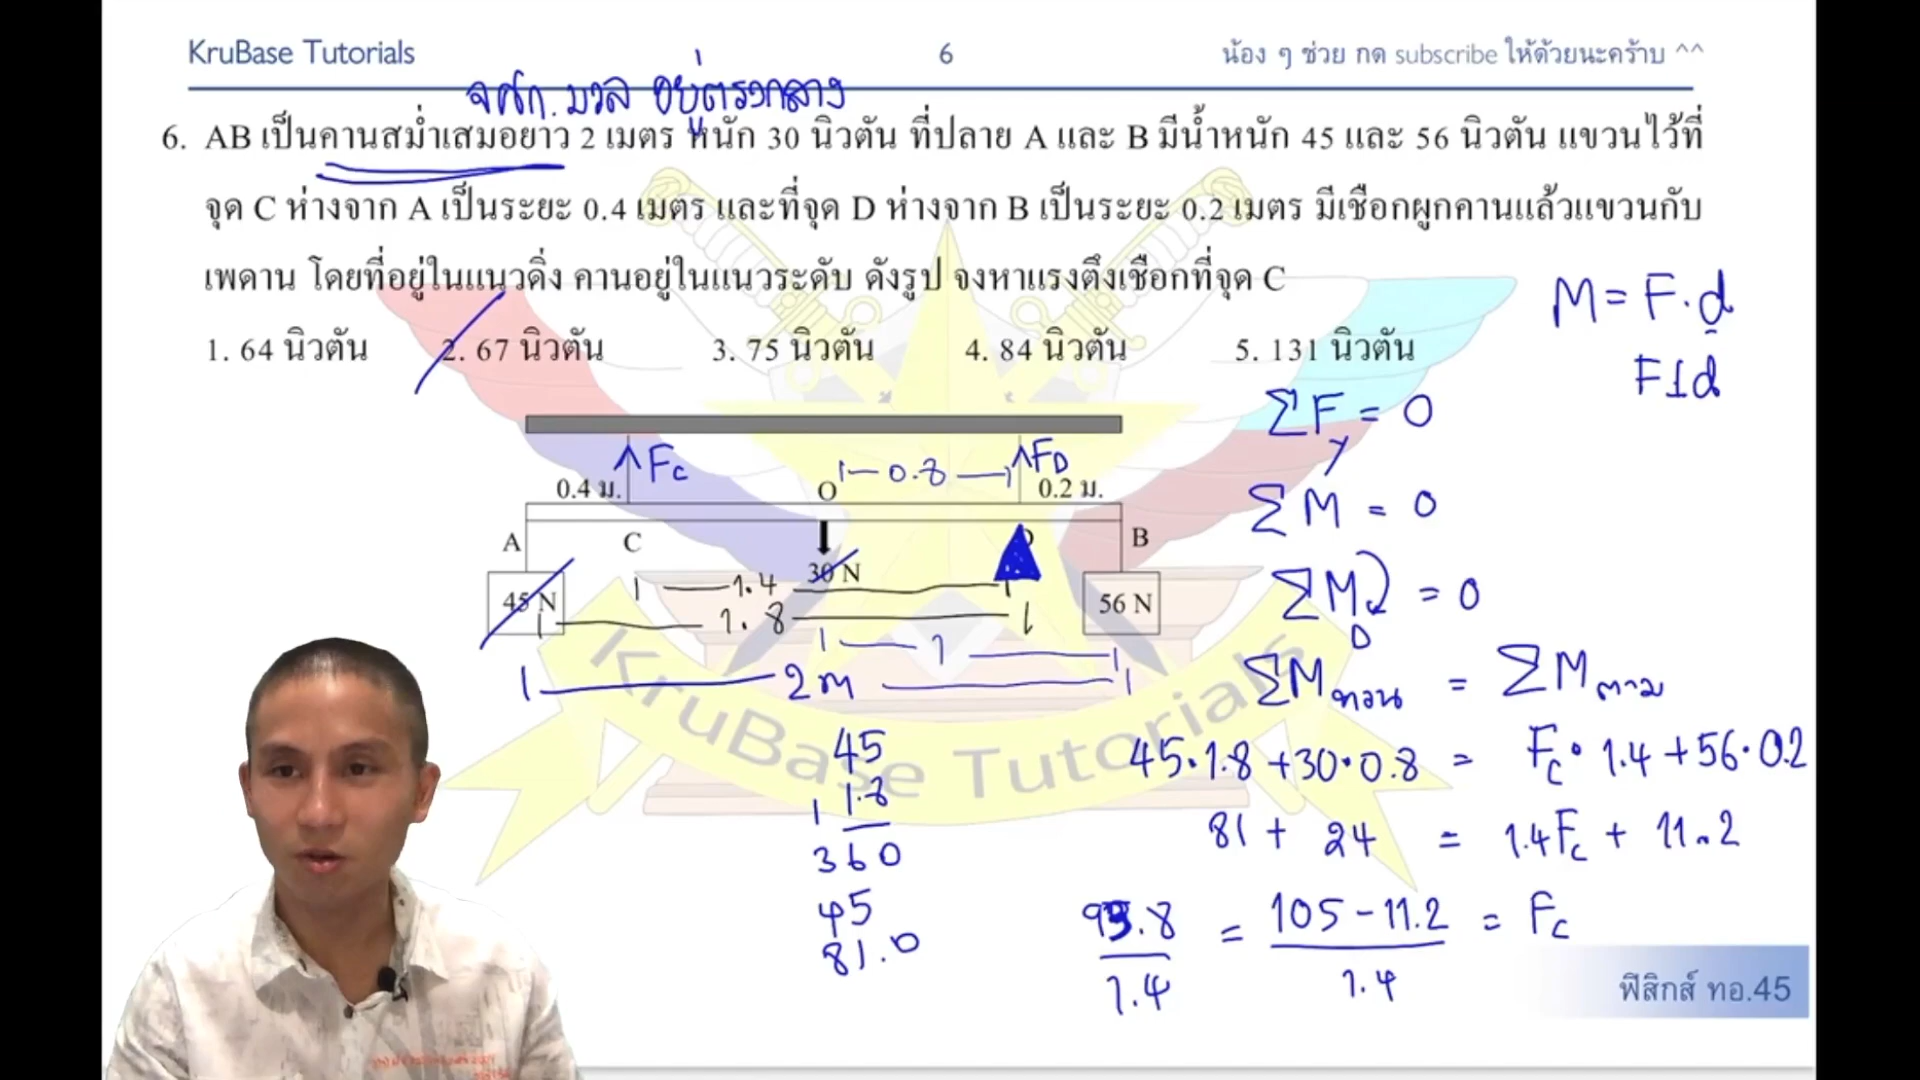 KruBase Tutorials 6 น้อง ๆ ช่วย กด subscribe ให้ด้วยนะคร้าบ ^^
จศก. มวล อยู่ตรงกลาง
6. AB เป็นคานสม่ำเสมอยาว 2 เมตร หนัก 30 นิวตัน ที่ปลาย A และ B มีน้ำหนัก 45 และ 56 นิวตัน แขวนไว้ที่
จุด C ห่างจาก A เป็นระยะ 0.4 เมตร และที่จุด D ห่างจาก B เป็นระยะ 0.2 เมตร มีเชือกผูกคานแล้วแขวนกับ
เพดาน โดยที่อยู่ในแนวดิ่ง คานอยู่ในแนวระดับ ดังรูป จงหาแรงตึงเชือกที่จุด C
1. 64 นิวตัน 2. 67 นิวตัน 3. 75 นิวตัน 4. 84 นิวตัน 5. 131 นิวตัน
M = F.d
F⊥d
ΣFy = 0
ΣM = 0
ΣM D = 0
ΣM ทวน = ΣM ตาม
45•1.8 + 30•0.8 = Fc• 1.4 + 56•0.2
81 + 24 = 1.4Fc + 11.2
93.8 / 1.4 = 105 - 11.2 / 1.4 = Fc
Fc 0.8 FD
0.4 ม. O 0.2 ม.
A C B
30 N
45 N 1.4 56 N
1.8
1
2 m
45
1.8
360
45
81.0
KruBase Tutorials
ฟิสิกส์ ทอ.45